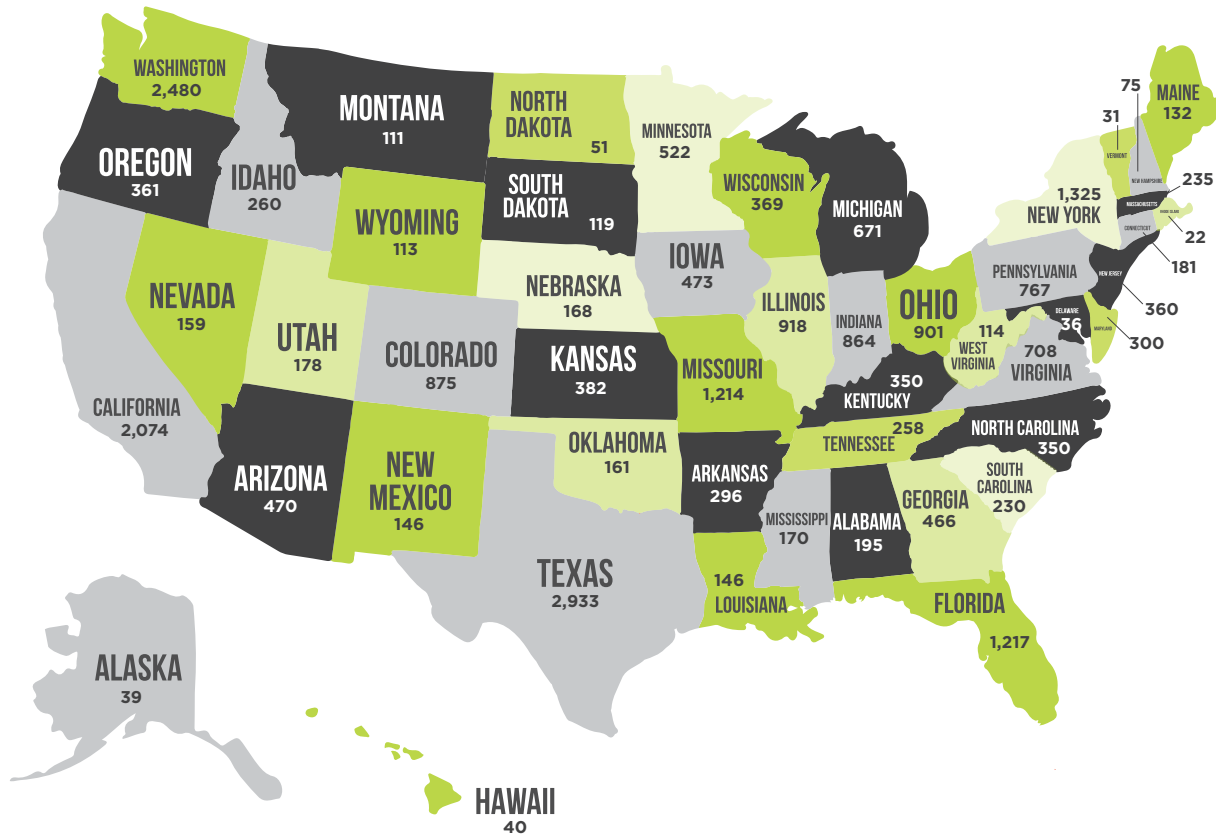 WASHINGTON
2,480
OREGON
361
IDAHO
260
MONTANA
111
NORTH
DAKOTA
51
SOUTH
DAKOTA
119
MINNESOTA
522
WISCONSIN
369
MICHIGAN
671
WYOMING
113
NEVADA
159
UTAH
178
COLORADO
875
NEBRASKA
168
IOWA
473
KANSAS
382
MISSOURI
1,214
ILLINOIS
918
INDIANA
864
OHIO
901
CALIFORNIA
2,074
ARIZONA
470
NEW
MEXICO
146
OKLAHOMA
161
TEXAS
2,933
ARKANSAS
296
146
LOUISIANA
MISSISSIPPI
170
ALABAMA
195
GEORGIA
466
FLORIDA
1,217
SOUTH
CAROLINA
230
NORTH CAROLINA
350
258
TENNESSEE
350
KENTUCKY
114
WEST
VIRGINIA
708
VIRGINIA
PENNSYLVANIA
767
1,325
NEW YORK
31
VERMONT
75
NEW HAMPSHIRE
MAINE
132
235
MASSACHUSETTS
22
RHODE ISLAND
181
CONNECTICUT
360
NEW JERSEY
DELAWARE
36
300
MARYLAND
ALASKA
39
HAWAII
40